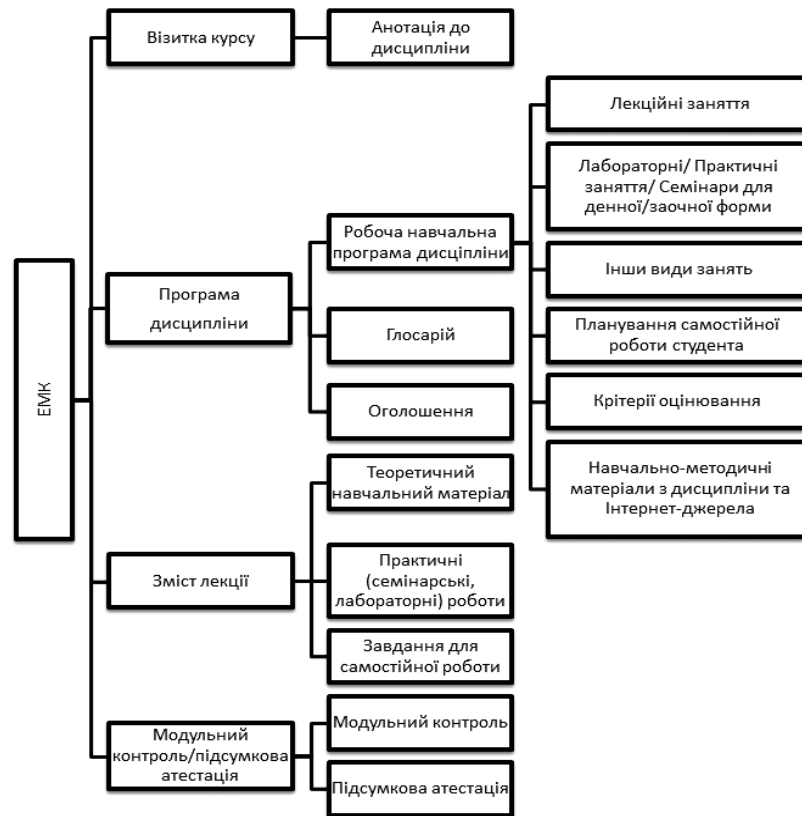 ЕМК
Візитка курсу
Анотація до
дисципліни
Програма
дисципліни
Робоча навчальна
програма дисціпліни
Лекційні заняття
Лабораторні/ Практичні
заняття/ Семінари для
денної/заочної форми
Інши види занять
Планування самостійної
роботи студента
Крітерії оцінювання
Навчально-методичні
матеріали з дисципліни та
Інтернет-джерела
Глосарій
Оголошення
Зміст лекції
Теоретичний
навчальний матеріал
Практичні
(семінарські,
лабораторні) роботи
Завдання для
самостійної роботи
Модульний
контроль/підсумкова
атестація
Модульний контроль
Підсумкова атестація